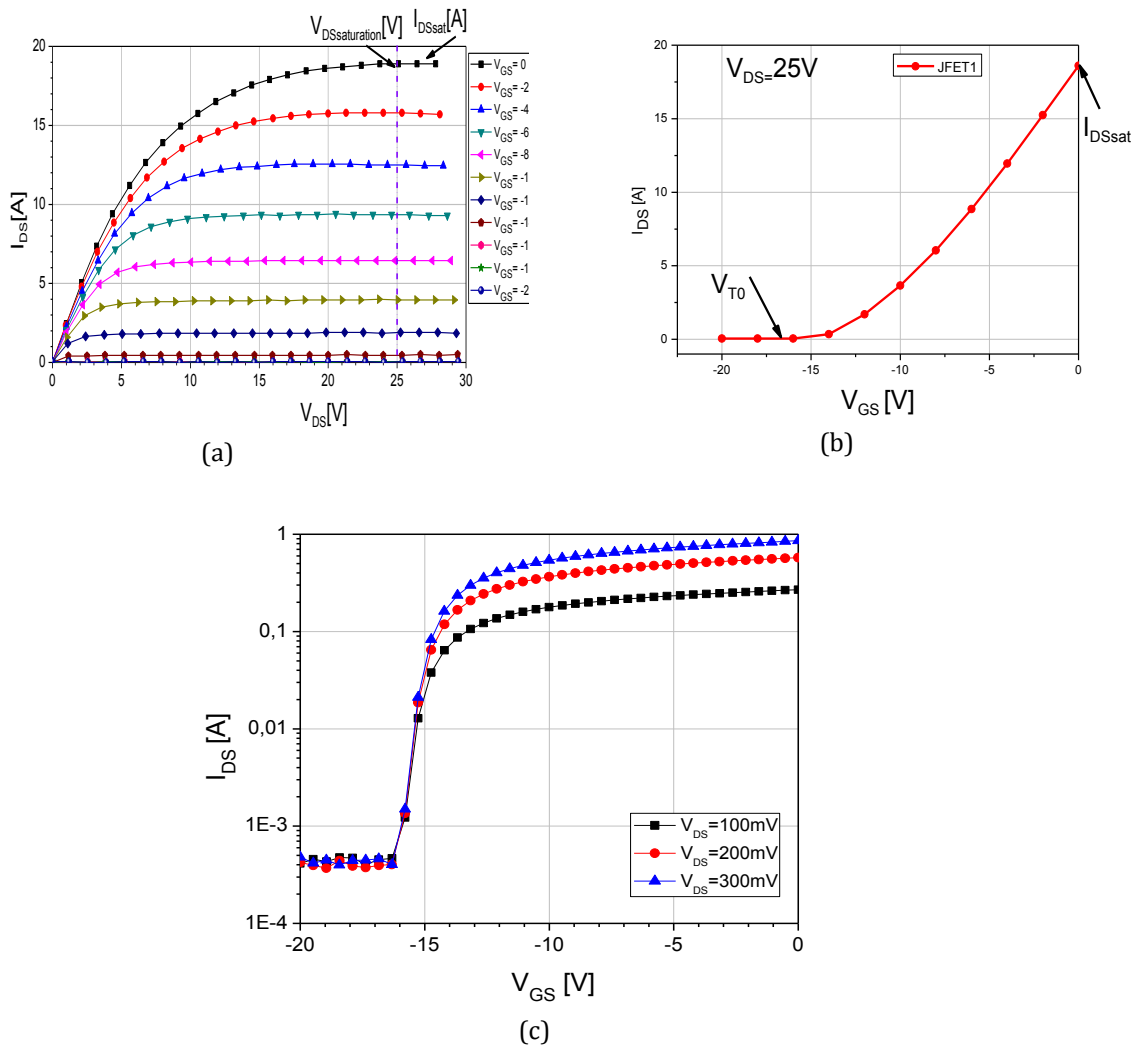 V_DSsaturation[V]
I_DSsat[A]
20
15
10
5
0
I_DS[A]
0 5 10 15 20 25 30
V_DS[V]
V_GS= 0
V_GS= -2
V_GS= -4
V_GS= -6
V_GS= -8
V_GS= -1
V_GS= -1
V_GS= -1
V_GS= -1
V_GS= -1
V_GS= -2
(a)
V_DS=25V
JFET1
I_DSsat
V_T0
20
15
10
5
0
I_DS [A]
-20 -15 -10 -5 0
V_GS [V]
(b)
1
0,1
0,01
1E-3
1E-4
I_DS [A]
V_DS=100mV
V_DS=200mV
V_DS=300mV
-20 -15 -10 -5 0
V_GS [V]
(c)